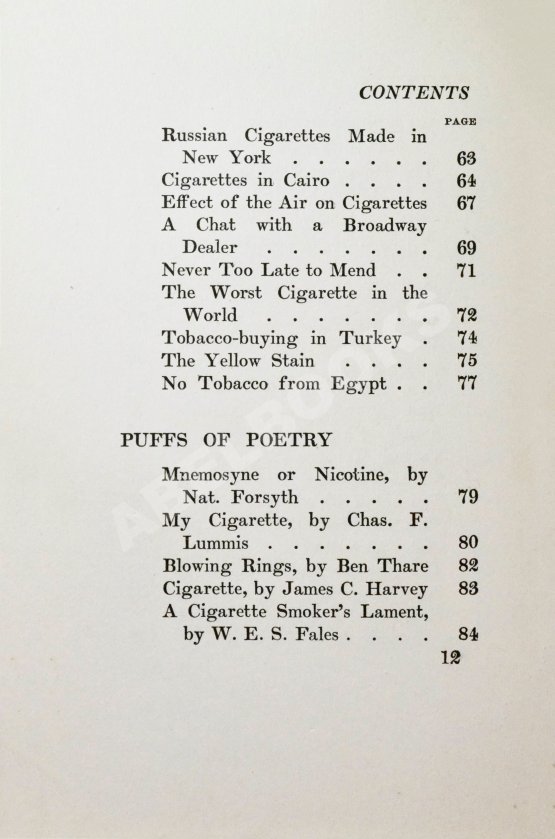 CONTENTS
PAGE
Russian Cigarettes Made in
New York . . . . . . 63
Cigarettes in Cairo . . . . 64
Effect of the Air on Cigarettes 67
A Chat with a Broadway
Dealer . . . . . . . 69
Never Too Late to Mend . . 71
The Worst Cigarette in the
World . . . . . . . 72
Tobacco-buying in Turkey . 74
The Yellow Stain . . . . 75
No Tobacco from Egypt . . 77
PUFFS OF POETRY
Mnemosyne or Nicotine, by
Nat. Forsyth . . . . . 79
My Cigarette, by Chas. F.
Lummis . . . . . . . 80
Blowing Rings, by Ben Thare 82
Cigarette, by James C. Harvey 83
A Cigarette Smoker's Lament,
by W. E. S. Fales . . . . 84
12